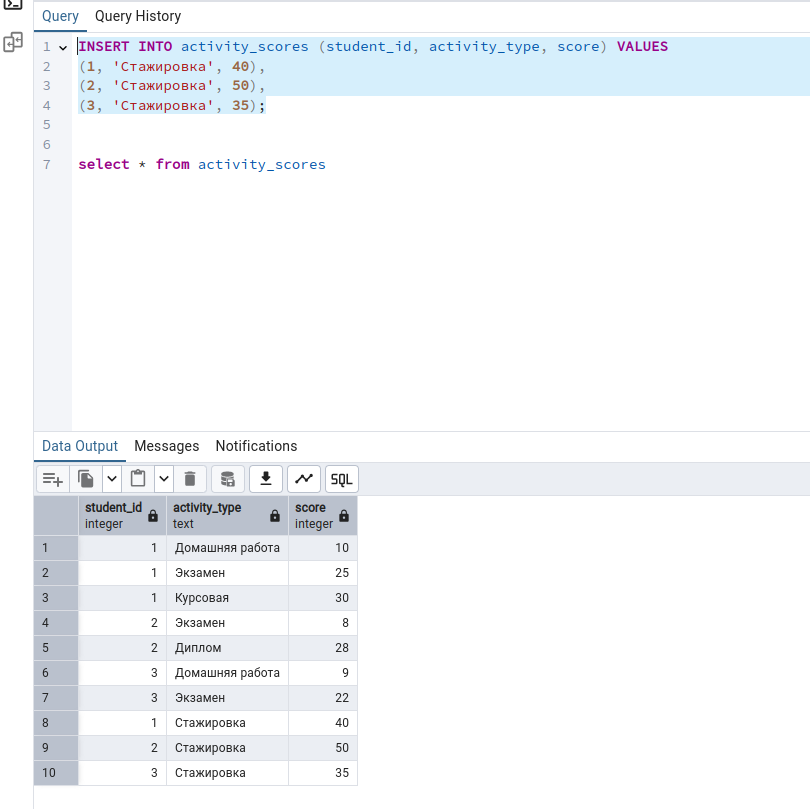 Query Query History
1 INSERT INTO activity_scores (student_id, activity_type, score) VALUES
2 (1, 'Стажировка', 40),
3 (2, 'Стажировка', 50),
4 (3, 'Стажировка', 35);
5
6
7 select * from activity_scores
Data Output Messages Notifications
SQL
student_id activity_type score
integer text integer
1 1 Домашняя работа 10
2 1 Экзамен 25
3 1 Курсовая 30
4 2 Экзамен 8
5 2 Диплом 28
6 3 Домашняя работа 9
7 3 Экзамен 22
8 1 Стажировка 40
9 2 Стажировка 50
10 3 Стажировка 35